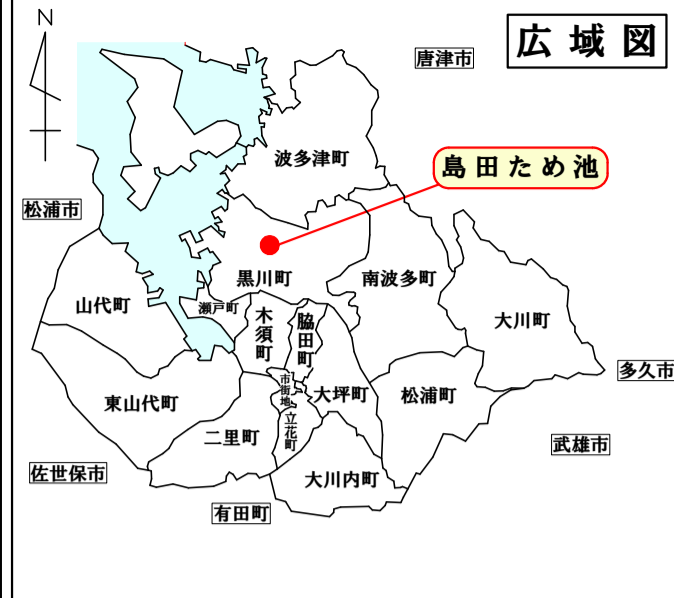 N
広域図
唐津市
波多津町
島田ため池
松浦市
黒川町
南波多町
山代町
瀬戸町
木須町
脇田町
大川町
多久市
市街地
大坪町
松浦町
東山代町
立花町
二里町
武雄市
佐世保市
大川内町
有田町